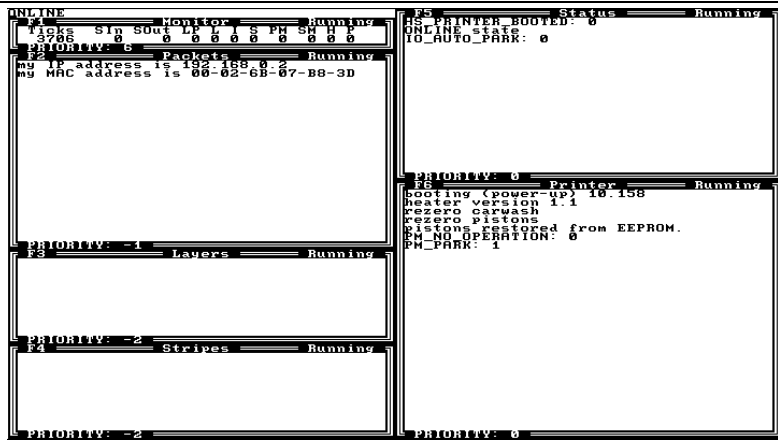 ONLINE
F1 Monitor Running
Ticks SIn SOut LP L I S PM SM H P
3706 0 0 0 0 0 0 0 0 0 0
PRIORITY: 6
F2 Packets Running
my IP address is 192.168.0.2
my MAC address is 00-02-6B-07-B8-3D
PRIORITY: -1
F3 Layers Running
PRIORITY: -2
F4 Stripes Running
PRIORITY: -2
F5 Status Running
HS_PRINTER_BOOTED: 0
ONLINE state
IO_AUTO_PARK: 0
PRIORITY: 0
F6 Printer Running
booting (power-up) 10.158
heater version 1.1
rezero carwash
rezero pistons
pistons restored from EEPROM.
PM_NO_OPERATION: 0
PM_PARK: 1
PRIORITY: 0